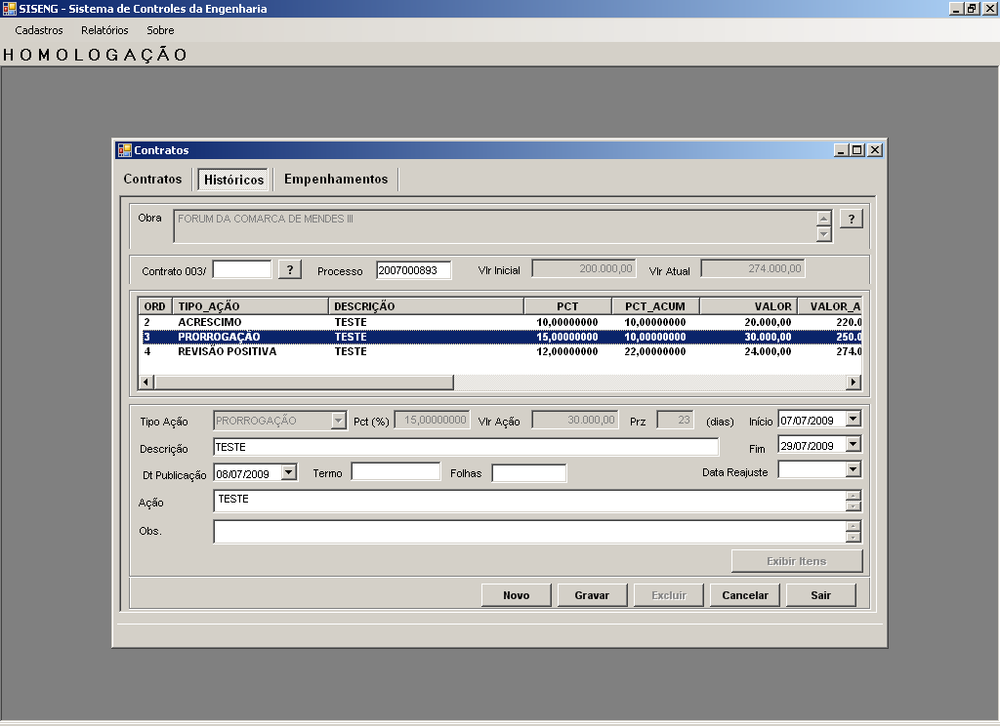 SISENG - Sistema de Controles da Engenharia
Cadastros Relatórios Sobre
HOMOLOGAÇÃO
Contratos
Contratos Históricos Empenhamentos
Obra FORUM DA COMARCA DE MENDES III ?
Contrato 003/ ? Processo 2007000893 Vlr Inicial 200.000,00 Vlr Atual 274.000,00
ORD TIPO_AÇÃO DESCRIÇÃO PCT PCT_ACUM VALOR VALOR_A
2 ACRESCIMO TESTE 10,00000000 10,00000000 20.000,00 220.0
3 PRORROGAÇÃO TESTE 15,00000000 10,00000000 30.000,00 250.0
4 REVISÃO POSITIVA TESTE 12,00000000 22,00000000 24.000,00 274.0
Tipo Ação PRORROGAÇÃO Pct (%) 15,00000000 Vlr Ação 30.000,00 Prz 23 (dias) Início 07/07/2009
Descrição TESTE Fim 29/07/2009
Dt Publicação 08/07/2009 Termo Folhas Data Reajuste
Ação TESTE
Obs.
Exibir Itens
Novo Gravar Excluir Cancelar Sair